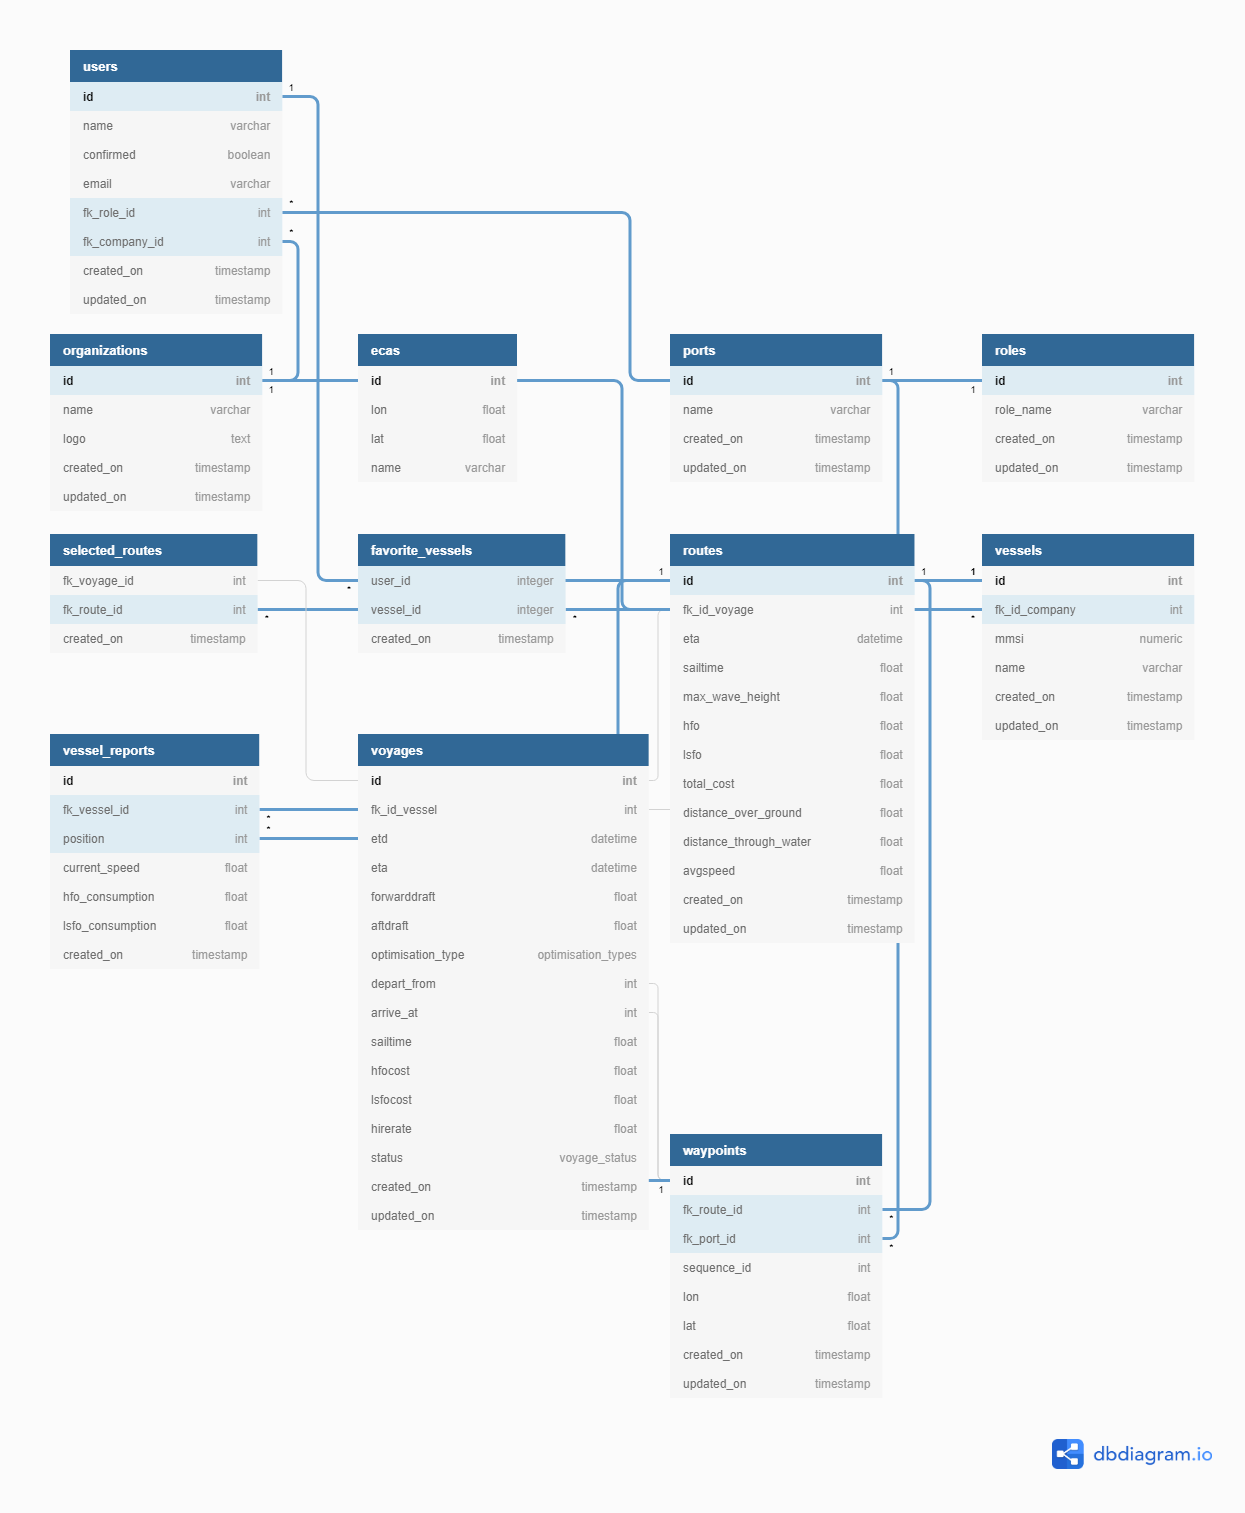 users
id int
name varchar
confirmed boolean
email varchar
fk_role_id int
fk_company_id int
created_on timestamp
updated_on timestamp
1
*
*
organizations
id int
name varchar
logo text
created_on timestamp
updated_on timestamp
1
1
ecas
id int
lon float
lat float
name varchar
ports
id int
name varchar
created_on timestamp
updated_on timestamp
1
1
roles
id int
role_name varchar
created_on timestamp
updated_on timestamp
selected_routes
fk_voyage_id int
fk_route_id int
created_on timestamp
*
*
favorite_vessels
user_id integer
vessel_id integer
created_on timestamp
*
1
routes
id int
fk_id_voyage int
eta datetime
sailtime float
max_wave_height float
hfo float
lsfo float
total_cost float
distance_over_ground float
distance_through_water float
avgspeed float
created_on timestamp
updated_on timestamp
1
1
*
vessels
id int
fk_id_company int
mmsi numeric
name varchar
created_on timestamp
updated_on timestamp
vessel_reports
id int
fk_vessel_id int
position int
current_speed float
hfo_consumption float
lsfo_consumption float
created_on timestamp
*
*
voyages
id int
fk_id_vessel int
etd datetime
eta datetime
forwarddraft float
aftdraft float
optimisation_type optimisation_types
depart_from int
arrive_at int
sailtime float
hfocost float
lsfocost float
hirerate float
status voyage_status
created_on timestamp
updated_on timestamp
1
waypoints
id int
fk_route_id int
fk_port_id int
sequence_id int
lon float
lat float
created_on timestamp
updated_on timestamp
*
*
dbdiagram.io